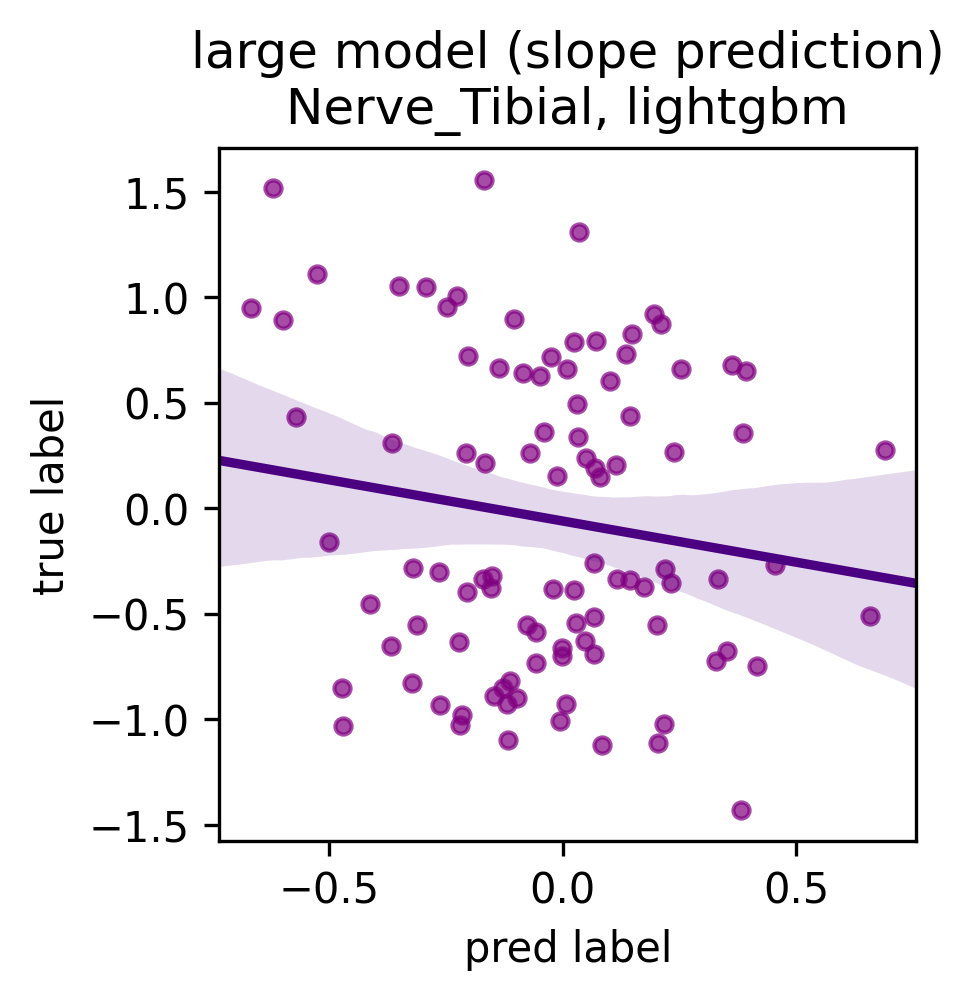 large model (slope prediction)
Nerve_Tibial, lightgbm
1.5
1.0
0.5
0.0
−0.5
−1.0
−1.5
true label
−0.5 0.0 0.5
pred label